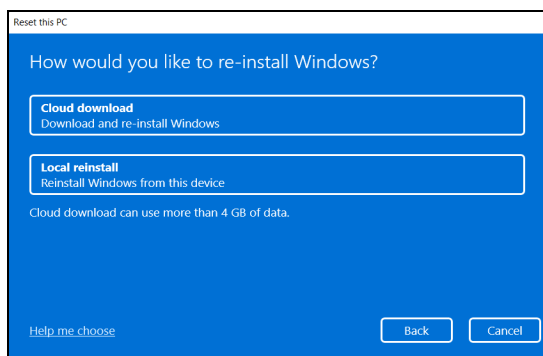 Reset this PC
How would you like to re-install Windows?
Cloud download
Download and re-install Windows
Local reinstall
Reinstall Windows from this device
Cloud download can use more than 4 GB of data.
Help me choose
Back
Cancel